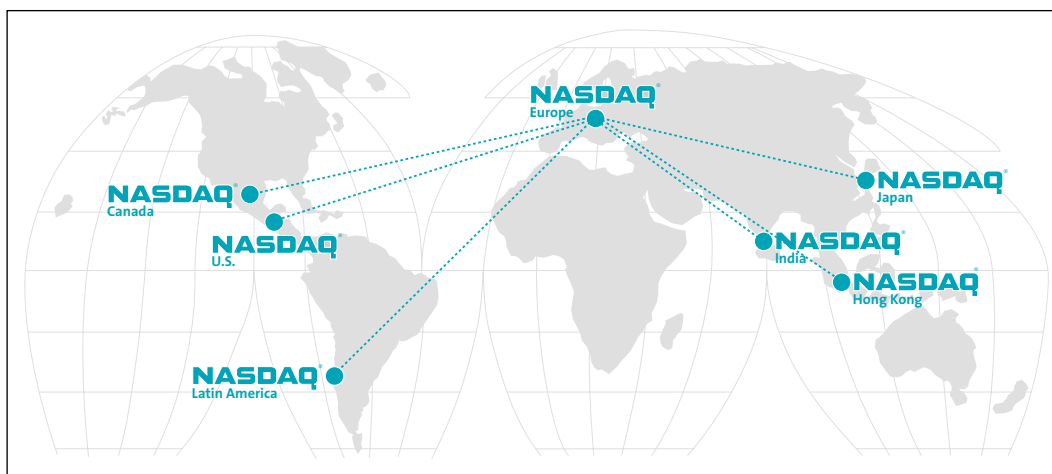 NASDAQ®
Europe
NASDAQ®
Canada
NASDAQ®
Japan
NASDAQ®
U.S.
NASDAQ®
India
NASDAQ®
Hong Kong
NASDAQ®
Latin America